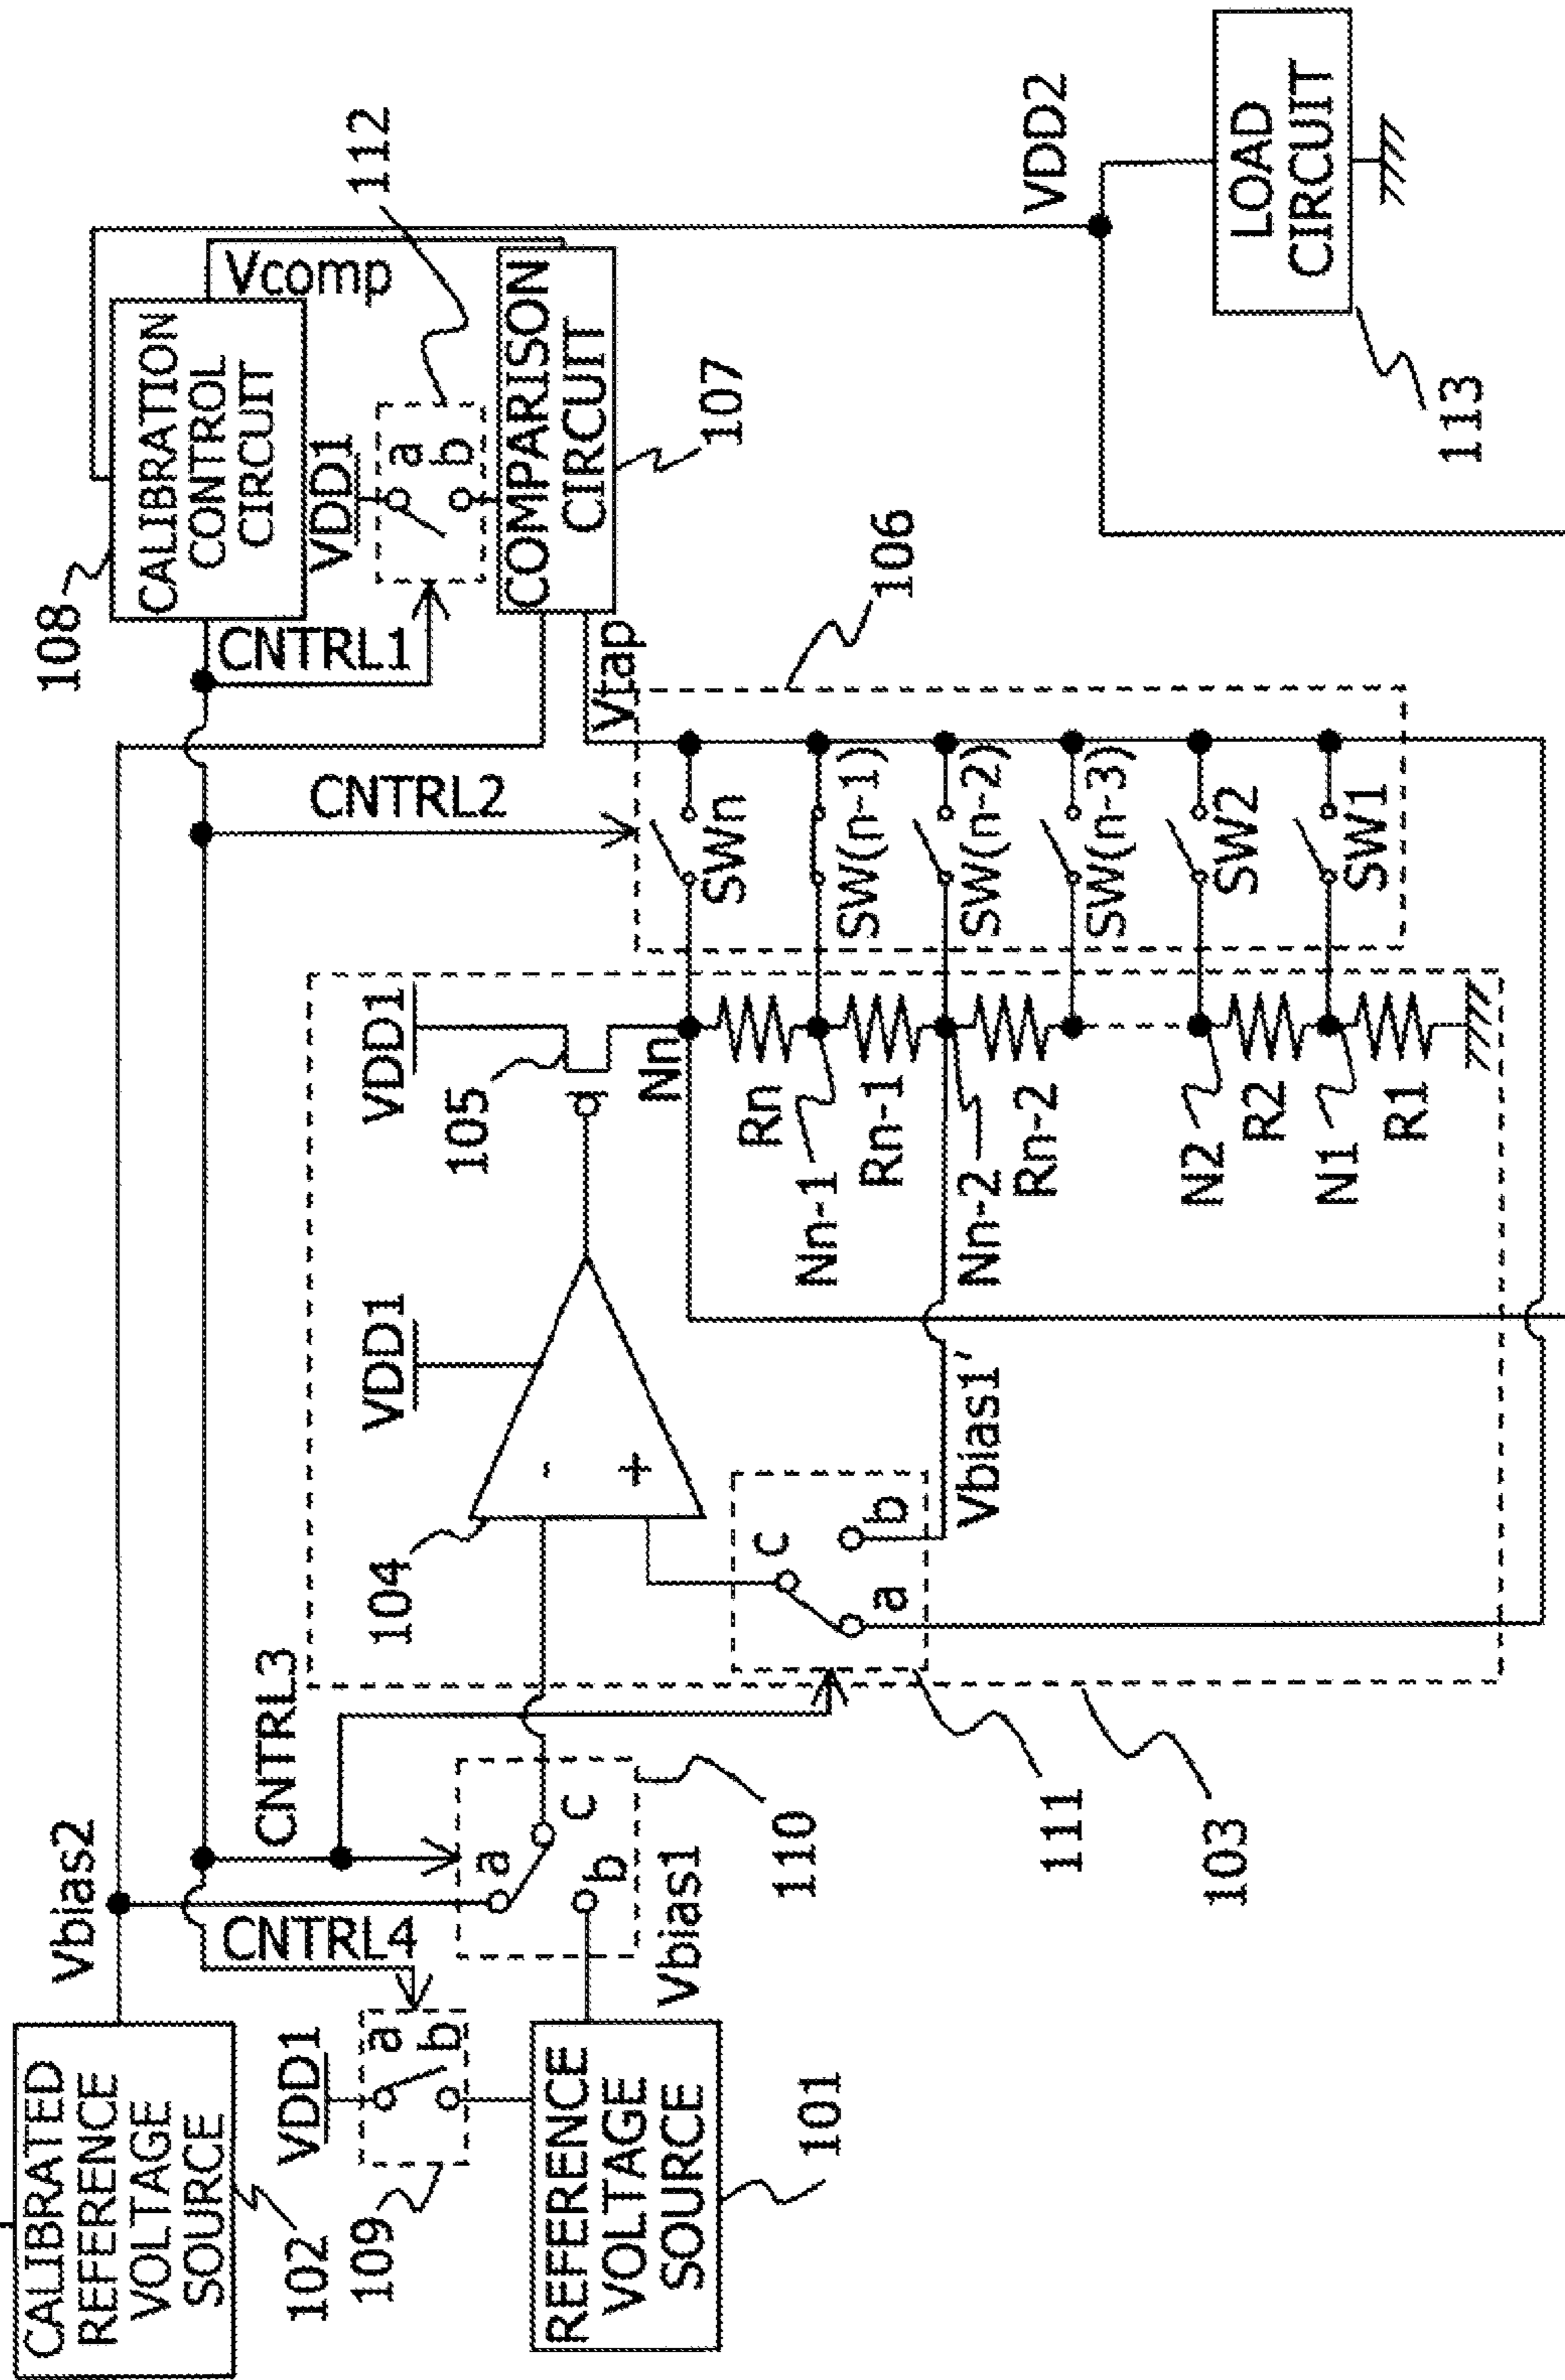 CALIBRATED
REFERENCE
VOLTAGE
SOURCE
102
Vbias2
CNTRL3
CNTRL4
VDD1
a
b
109
REFERENCE
VOLTAGE
SOURCE
101
Vbias1
a
b
c
110
104
-
+
VDD1
c
a
b
111
103
Vbias1'
VDD1
105
Nn
Rn
Nn-1
Rn-1
Nn-2
Rn-2
N2
R2
N1
R1
CNTRL2
SWn
SW(n-1)
SW(n-2)
SW(n-3)
SW2
SW1
106
Vtap
108
CALIBRATION
CONTROL
CIRCUIT
CNTRL1
VDD1
a
b
Vcomp
112
COMPARISON
CIRCUIT
107
VDD2
LOAD
CIRCUIT
113